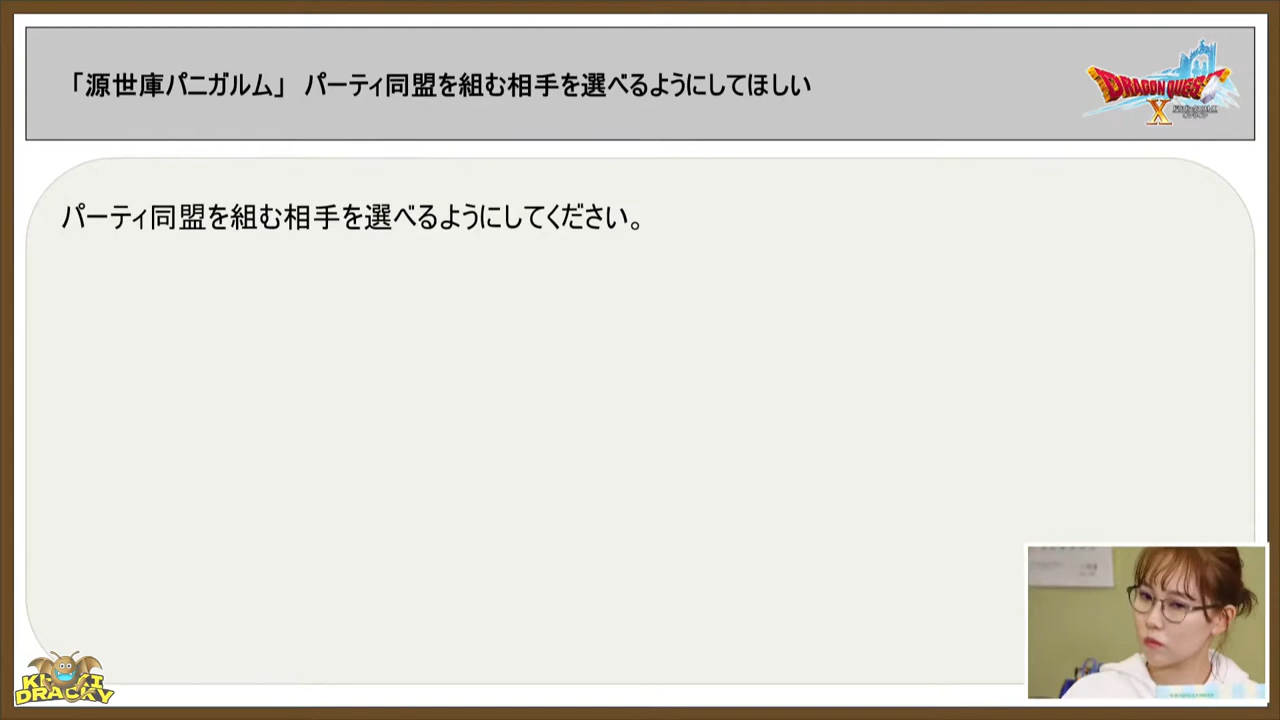 「源世庫パニガルム」 パーティ同盟を組む相手を選べるようにしてほしい
DRAGON QUEST
X
パーティ同盟を組む相手を選べるようにしてください。
DRACKY